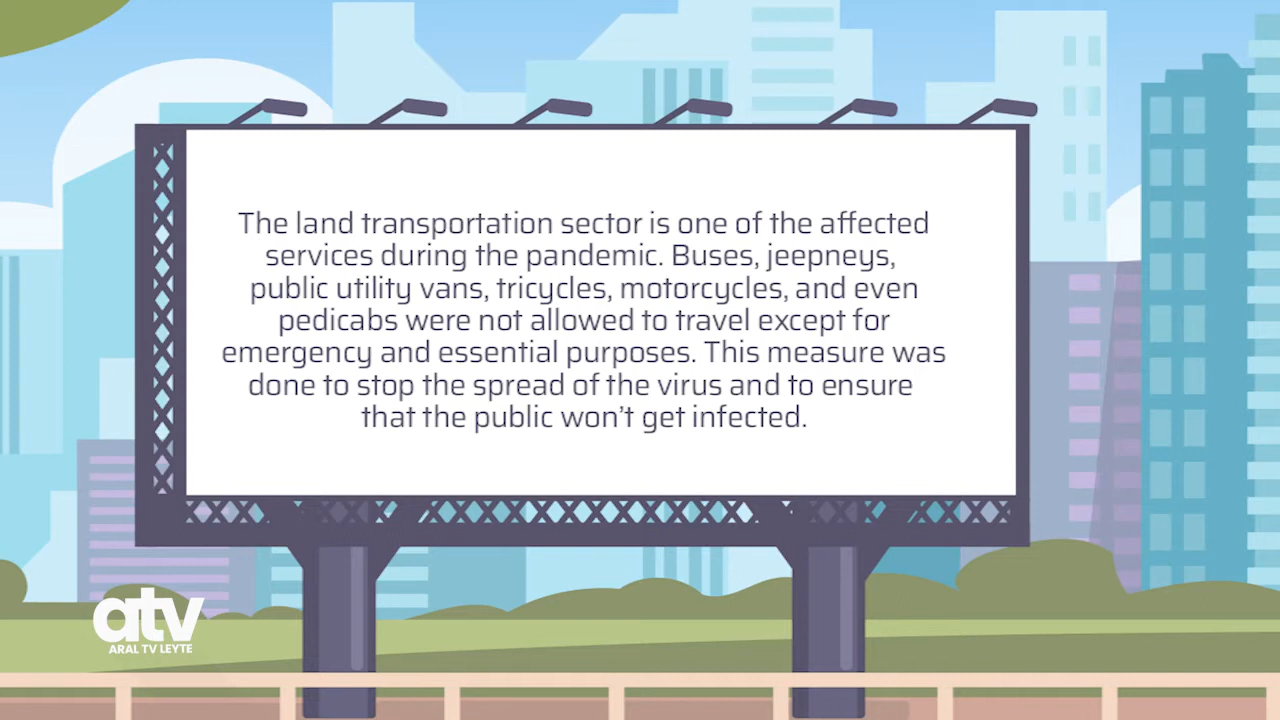 The land transportation sector is one of the affected
services during the pandemic. Buses, jeepneys,
public utility vans, tricycles, motorcycles, and even
pedicabs were not allowed to travel except for
emergency and essential purposes. This measure was
done to stop the spread of the virus and to ensure
that the public won't get infected.
atv
ARAL TV LEYTE